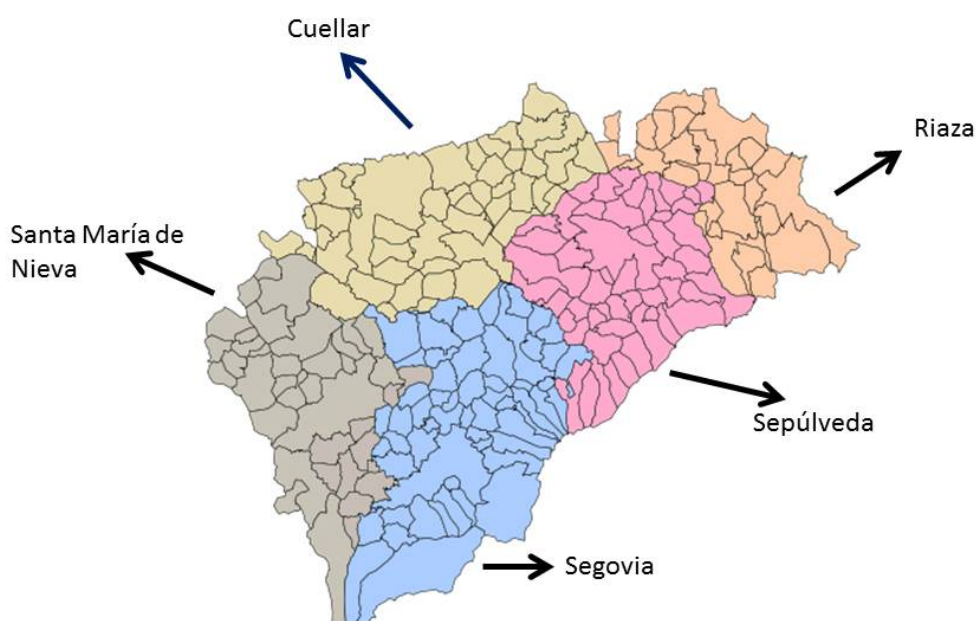 Cuellar
Riaza
Santa María de
Nieva
Sepúlveda
Segovia